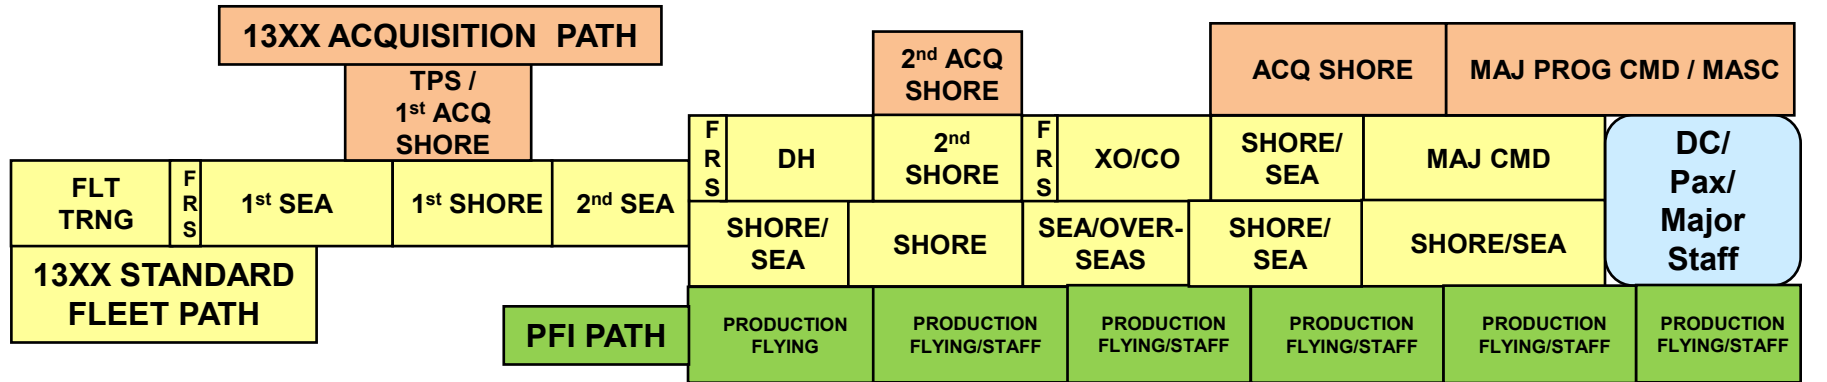 13XX ACQUISITION PATH
TPS /
1st ACQ
SHORE
2nd ACQ
SHORE
ACQ SHORE
MAJ PROG CMD / MASC
FLT
TRNG
F
R
S
1st SEA
1st SHORE
2nd SEA
F
R
S
DH
2nd
SHORE
F
R
S
XO/CO
SHORE/
SEA
MAJ CMD
DC/
Pax/
Major
Staff
SHORE/
SEA
SHORE
SEA/OVER-
SEAS
SHORE/
SEA
SHORE/SEA
13XX STANDARD
FLEET PATH
PFI PATH
PRODUCTION
FLYING
PRODUCTION
FLYING/STAFF
PRODUCTION
FLYING/STAFF
PRODUCTION
FLYING/STAFF
PRODUCTION
FLYING/STAFF
PRODUCTION
FLYING/STAFF